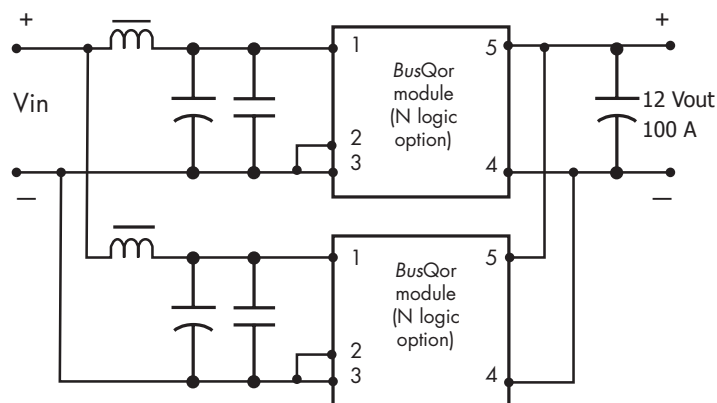 +
Vin
—
1
2
3
5
4
BusQor
module
(N logic
option)
+
12 Vout
100 A
—
1
2
3
5
4
BusQor
module
(N logic
option)